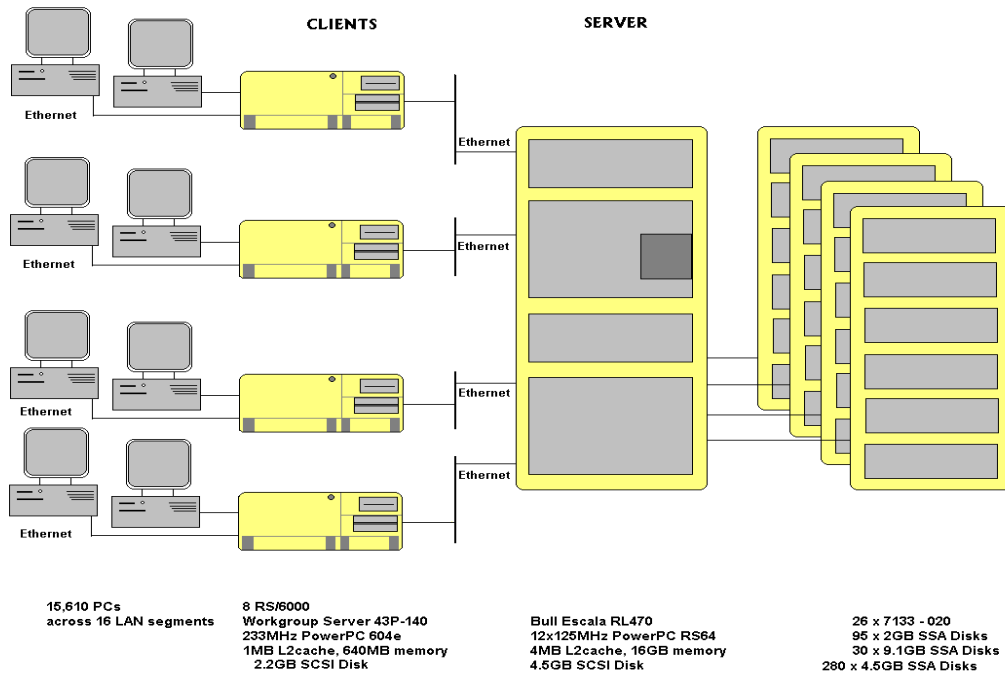 CLIENTS
SERVER
Ethernet
Ethernet
Ethernet
Ethernet
Ethernet
Ethernet
Ethernet
Ethernet
15,610 PCs
across 16 LAN segments
8 RS/6000
Workgroup Server 43P-140
233MHz PowerPC 604e
1MB L2cache, 640MB memory
2.2GB SCSI Disk
Bull Escala RL470
12x125MHz PowerPC RS64
4MB L2cache, 16GB memory
4.5GB SCSI Disk
26 x 7133 - 020
95 x 2GB SSA Disks
30 x 9.1GB SSA Disks
280 x 4.5GB SSA Disks